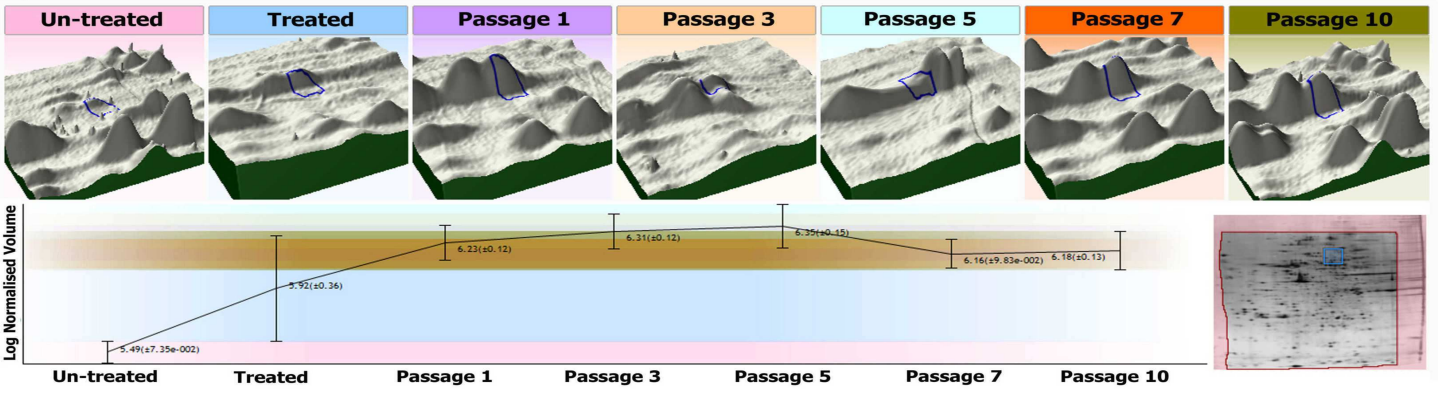 Un-treated Treated Passage 1 Passage 3 Passage 5 Passage 7 Passage 10
Log Normalised Volume
5.49(±7.35e-002)
5.92(±0.36)
6.23(±0.12)
6.31(±0.12)
6.35(±0.15)
6.16(±9.83e-002)
6.18(±0.13)
Un-treated Treated Passage 1 Passage 3 Passage 5 Passage 7 Passage 10